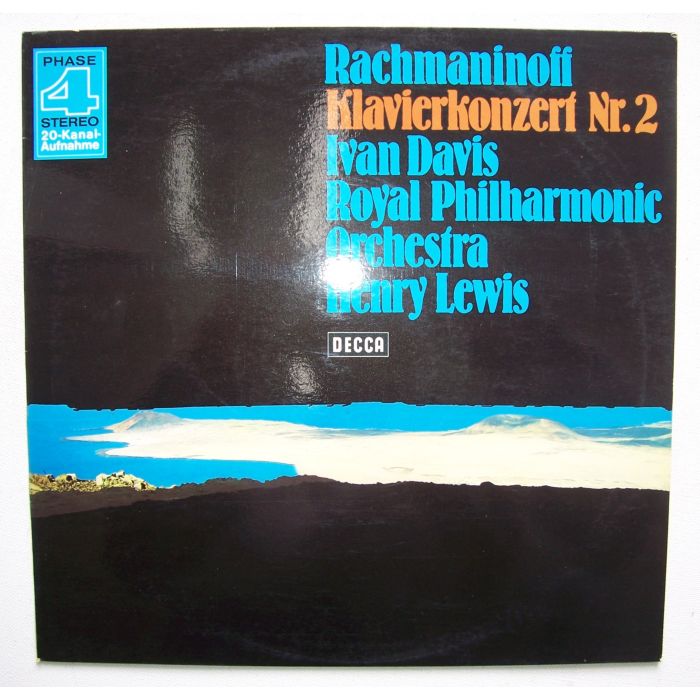 PHASE
4
STEREO
20-Kanal-
Aufnahme
Rachmaninoff
Klavierkonzert Nr. 2
Ivan Davis
Royal Philharmonic
Orchestra
Henry Lewis
DECCA